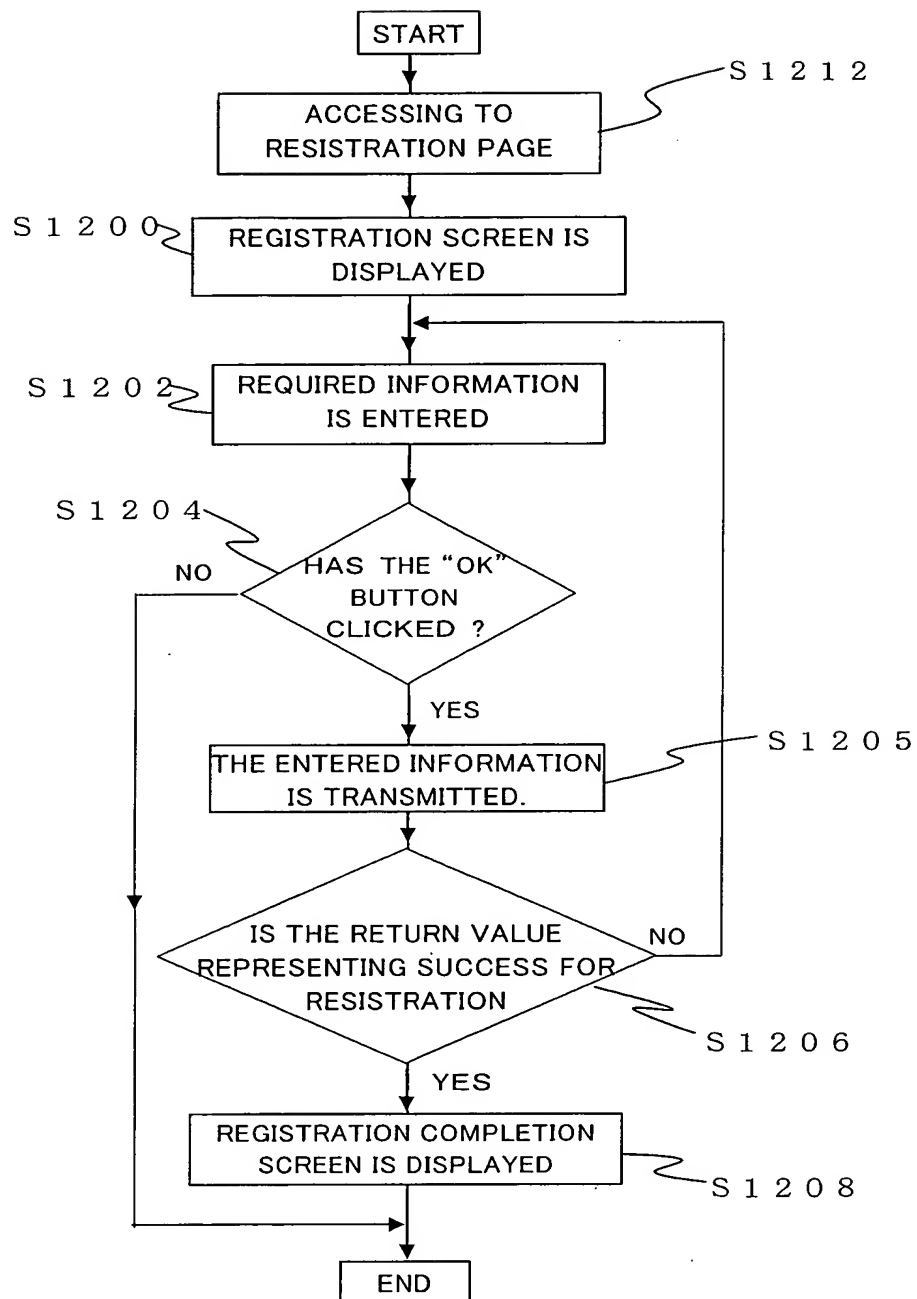 START
S1212
ACCESSING TO
RESISTRATION PAGE
S1200
REGISTRATION SCREEN IS
DISPLAYED
S1202
REQUIRED INFORMATION
IS ENTERED
S1204
NO
HAS THE “OK”
BUTTON
CLICKED ?
YES
S1205
THE ENTERED INFORMATION
IS TRANSMITTED.
IS THE RETURN VALUE
REPRESENTING SUCCESS FOR
RESISTRATION
NO
S1206
YES
REGISTRATION COMPLETION
SCREEN IS DISPLAYED
S1208
END